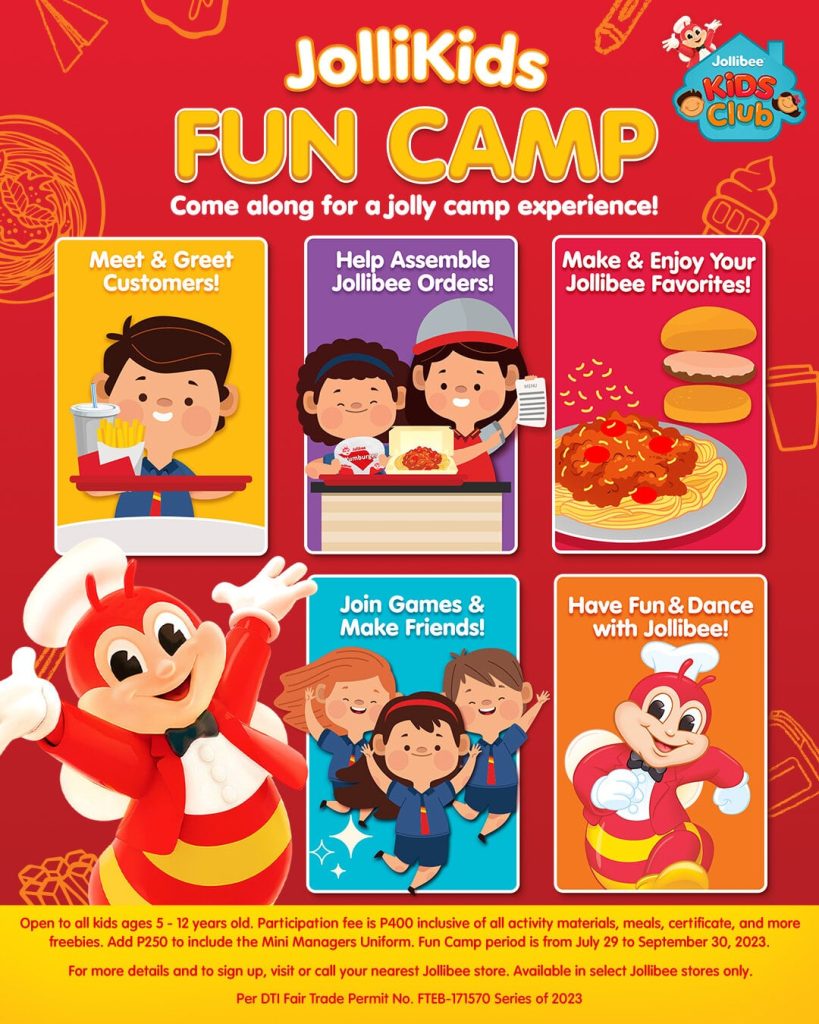 JolliKids
FUN CAMP
Come along for a jolly camp experience!
Jollibee
KiDS
Club
Meet & Greet
Customers!
Help Assemble
Jollibee Orders!
MENU
Jollibee
Yumburger
Make & Enjoy Your
Jollibee Favorites!
Join Games &
Make Friends!
Have Fun & Dance
with Jollibee!
Open to all kids ages 5 - 12 years old. Participation fee is P400 inclusive of all activity materials, meals, certificate, and more
freebies. Add P250 to include the Mini Managers Uniform. Fun Camp period is from July 29 to September 30, 2023.
For more details and to sign up, visit or call your nearest Jollibee store. Available in select Jollibee stores only.
Per DTI Fair Trade Permit No. FTEB-171570 Series of 2023